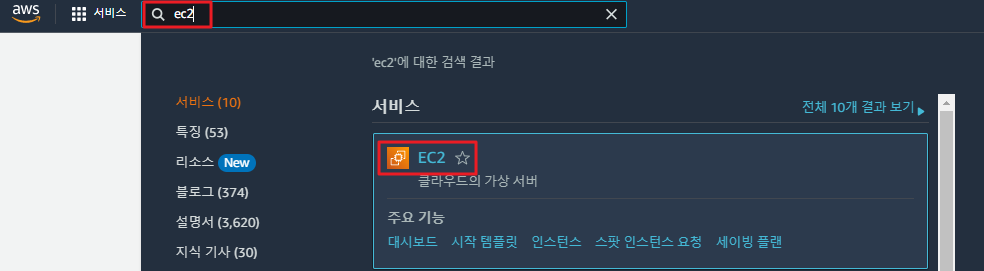 aws 서비스 ec2
'ec2'에 대한 검색 결과
서비스 (10)
특징 (53)
리소스 New
블로그 (374)
설명서 (3,620)
지식 기사 (30)
서비스 전체 10개 결과 보기
EC2
클라우드의 가상 서버
주요 기능
대시보드 시작 템플릿 인스턴스 스팟 인스턴스 요청 세이빙 플랜